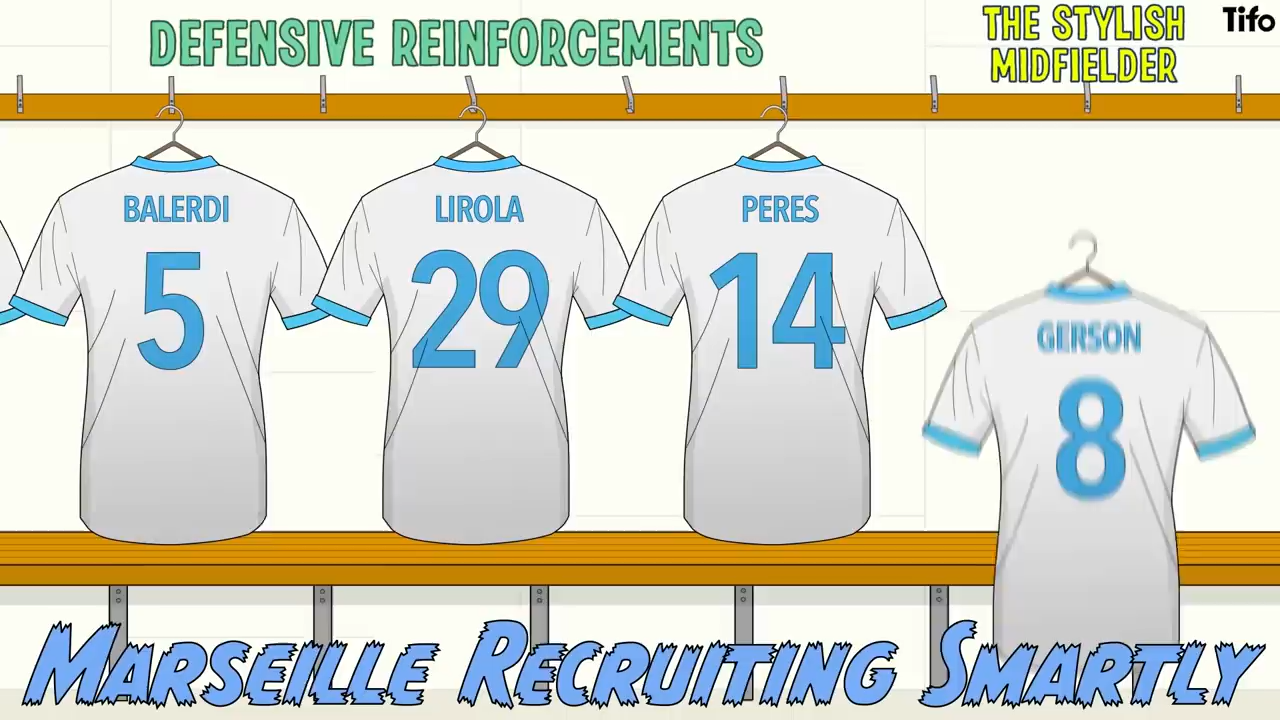 DEFENSIVE REINFORCEMENTS
THE STYLISH
MIDFIELDER
Tifo
BALERDI
5
LIROLA
29
PERES
14
GERSON
8
MARSEILLE RECRUITING SMARTLY